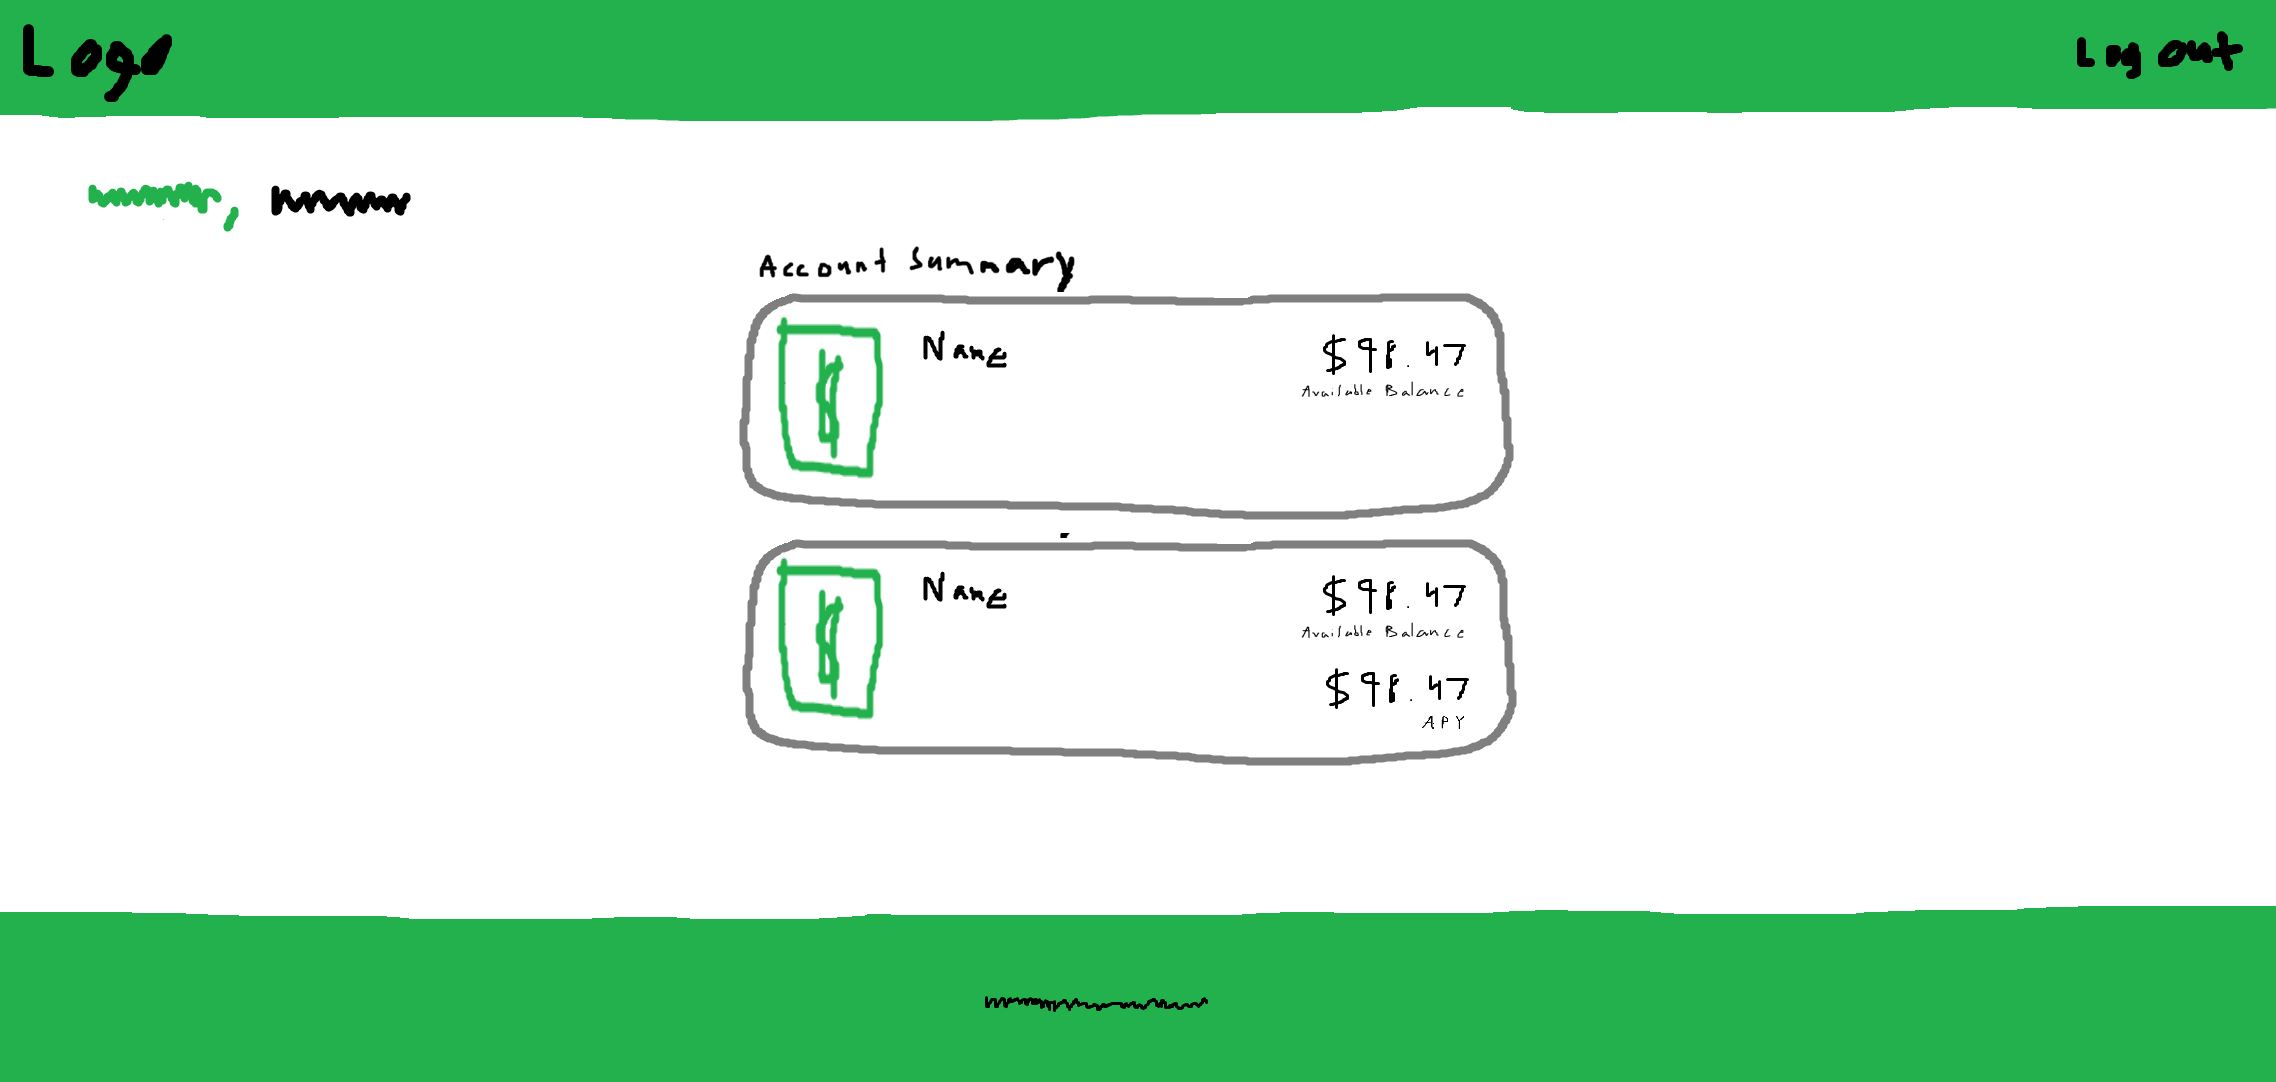 Logo
Log out
Account Summary
Name
$98.47
Available Balance
Name
$98.47
Available Balance
$98.47
APY